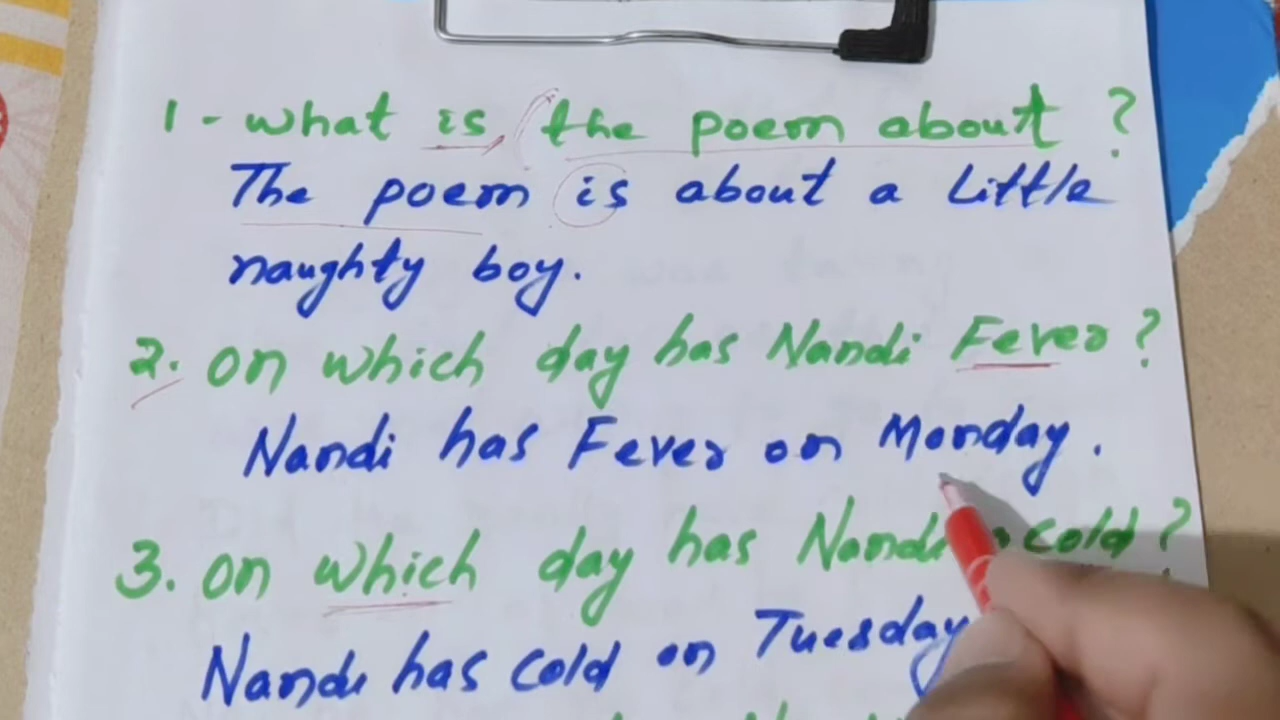 1 - what is the poem about ?
The poem is about a little
naughty boy.
2. on which day has Nandi Fever ?
Nandi has Fever on Monday.
3. on which day has Nandi cold ?
Nandi has cold on Tuesday